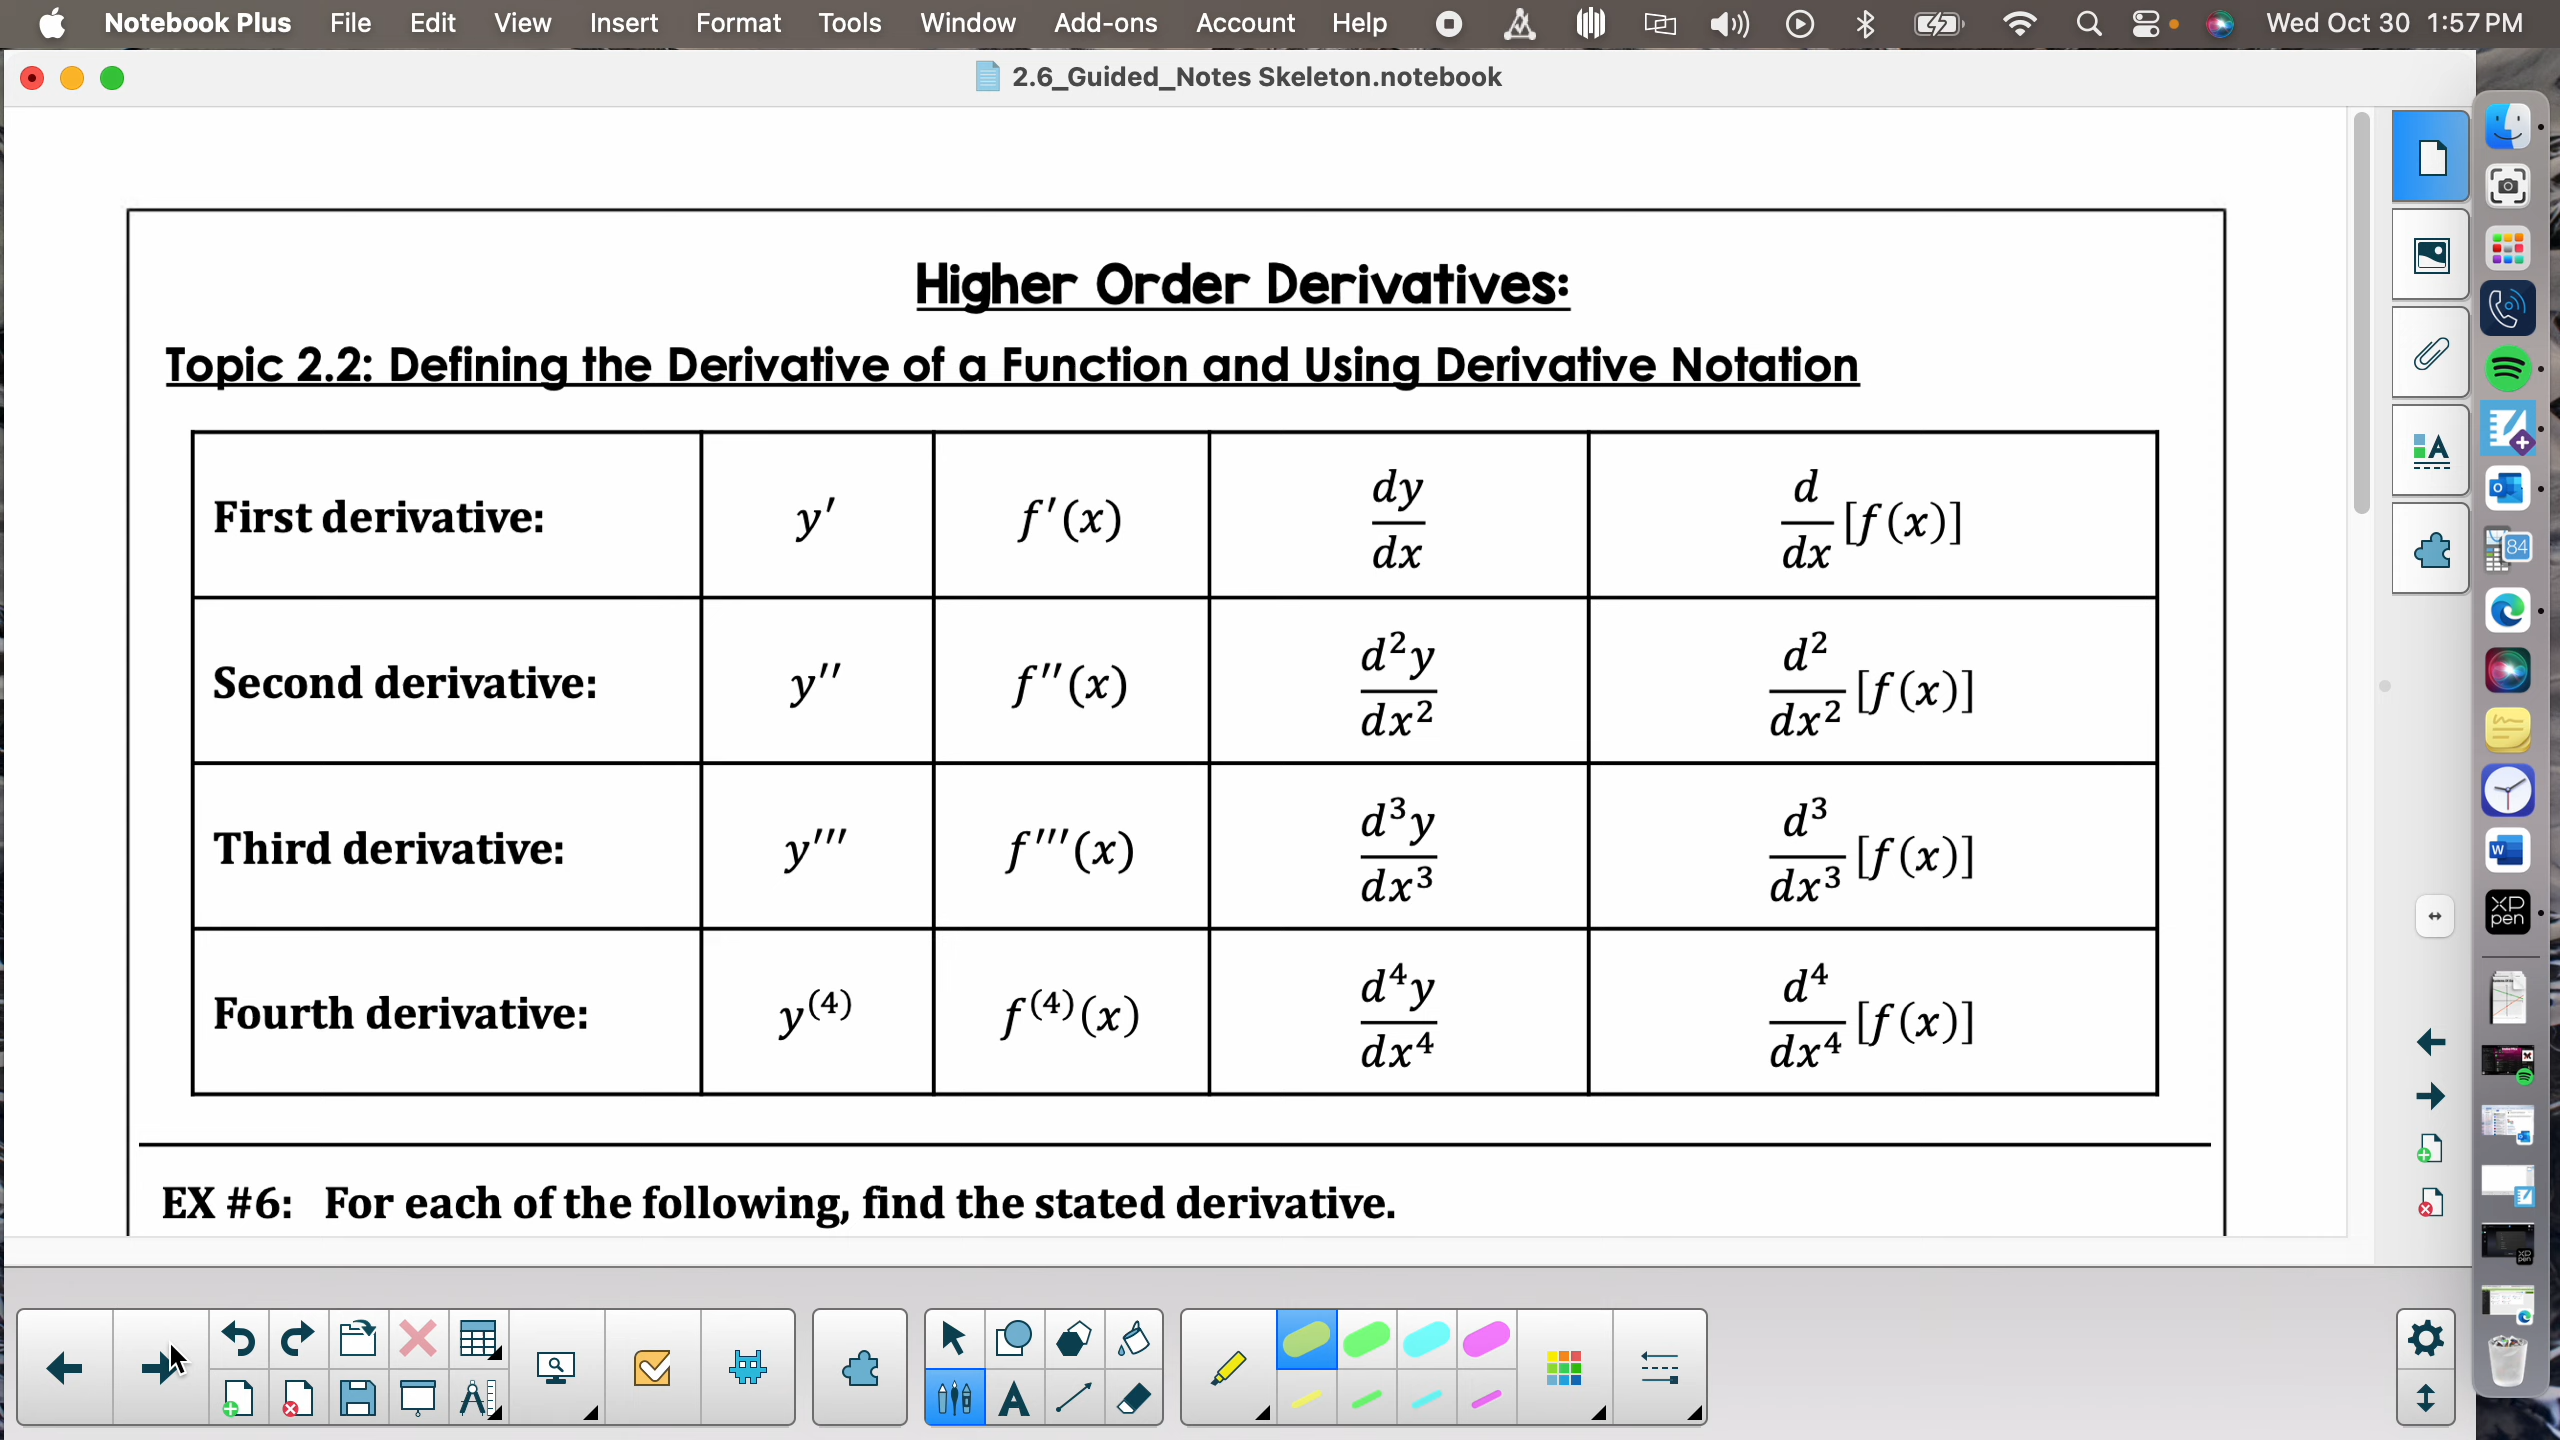 Notebook Plus File Edit View Insert Format Tools Window Add-ons Account Help Wed Oct 30 1:57 PM
2.6_Guided_Notes Skeleton.notebook
Higher Order Derivatives:
Topic 2.2: Defining the Derivative of a Function and Using Derivative Notation
First derivative: y′ f′(x) dy/dx d/dx [f(x)]
Second derivative: y′′ f′′(x) d²y/dx² d²/dx² [f(x)]
Third derivative: y′′′ f′′′(x) d³y/dx³ d³/dx³ [f(x)]
Fourth derivative: y⁽⁴⁾ f⁽⁴⁾(x) d⁴y/dx⁴ d⁴/dx⁴ [f(x)]
EX #6: For each of the following, find the stated derivative.
84
XP
pen